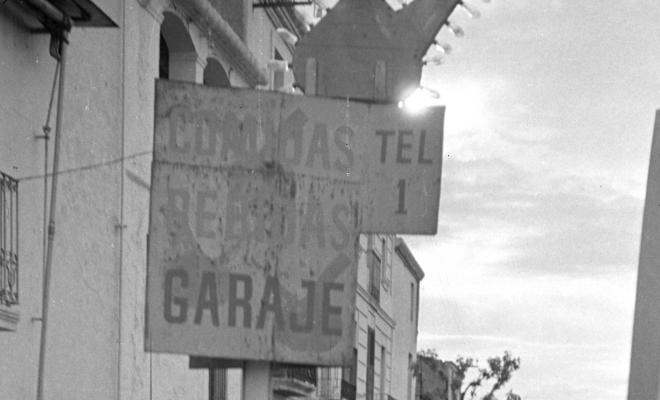 COMIDAS
TEL
1
BEBIDAS
GARAJE